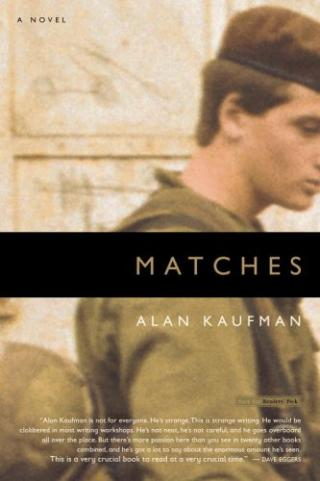 A NOVEL
MATCHES
ALAN KAUFMAN
Readers' Pick
"Alan Kaufman is not for everyone. He's strange. This is strange writing. He would be
clobbered in most writing workshops. He's not neat, he's not careful, and he goes overboard
all over the place. But there's more passion here than you see in twenty other books
combined, and he's got a lot to say about the enormous amount he's seen.
This is a very crucial book to read at a very crucial time." — DAVE EGGERS